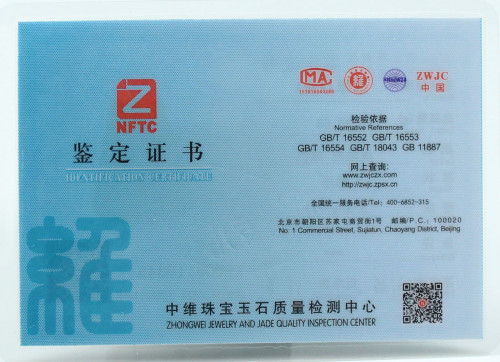 NFTC
鉴定证书
IDENTIFICATION CERTIFICATE
MA
ZWJC
中国
检验依据
Normative References
GB/T 16552 GB/T 16553
GB/T 16554 GB/T 18043 GB 11887
网上查询:
www.zwjczx.com
http://zwjc.zpsx.cn
全国统一服务电话/Tel: 400-6852-315
北京市朝阳区苏家屯商贸街1号 邮编/P.C.: 100020
No. 1 Commercial Street, Sujiatun, Chaoyang District, Beijing
中维珠宝玉石质量检测中心
ZHONGWEI JEWELRY AND JADE QUALITY INSPECTION CENTER